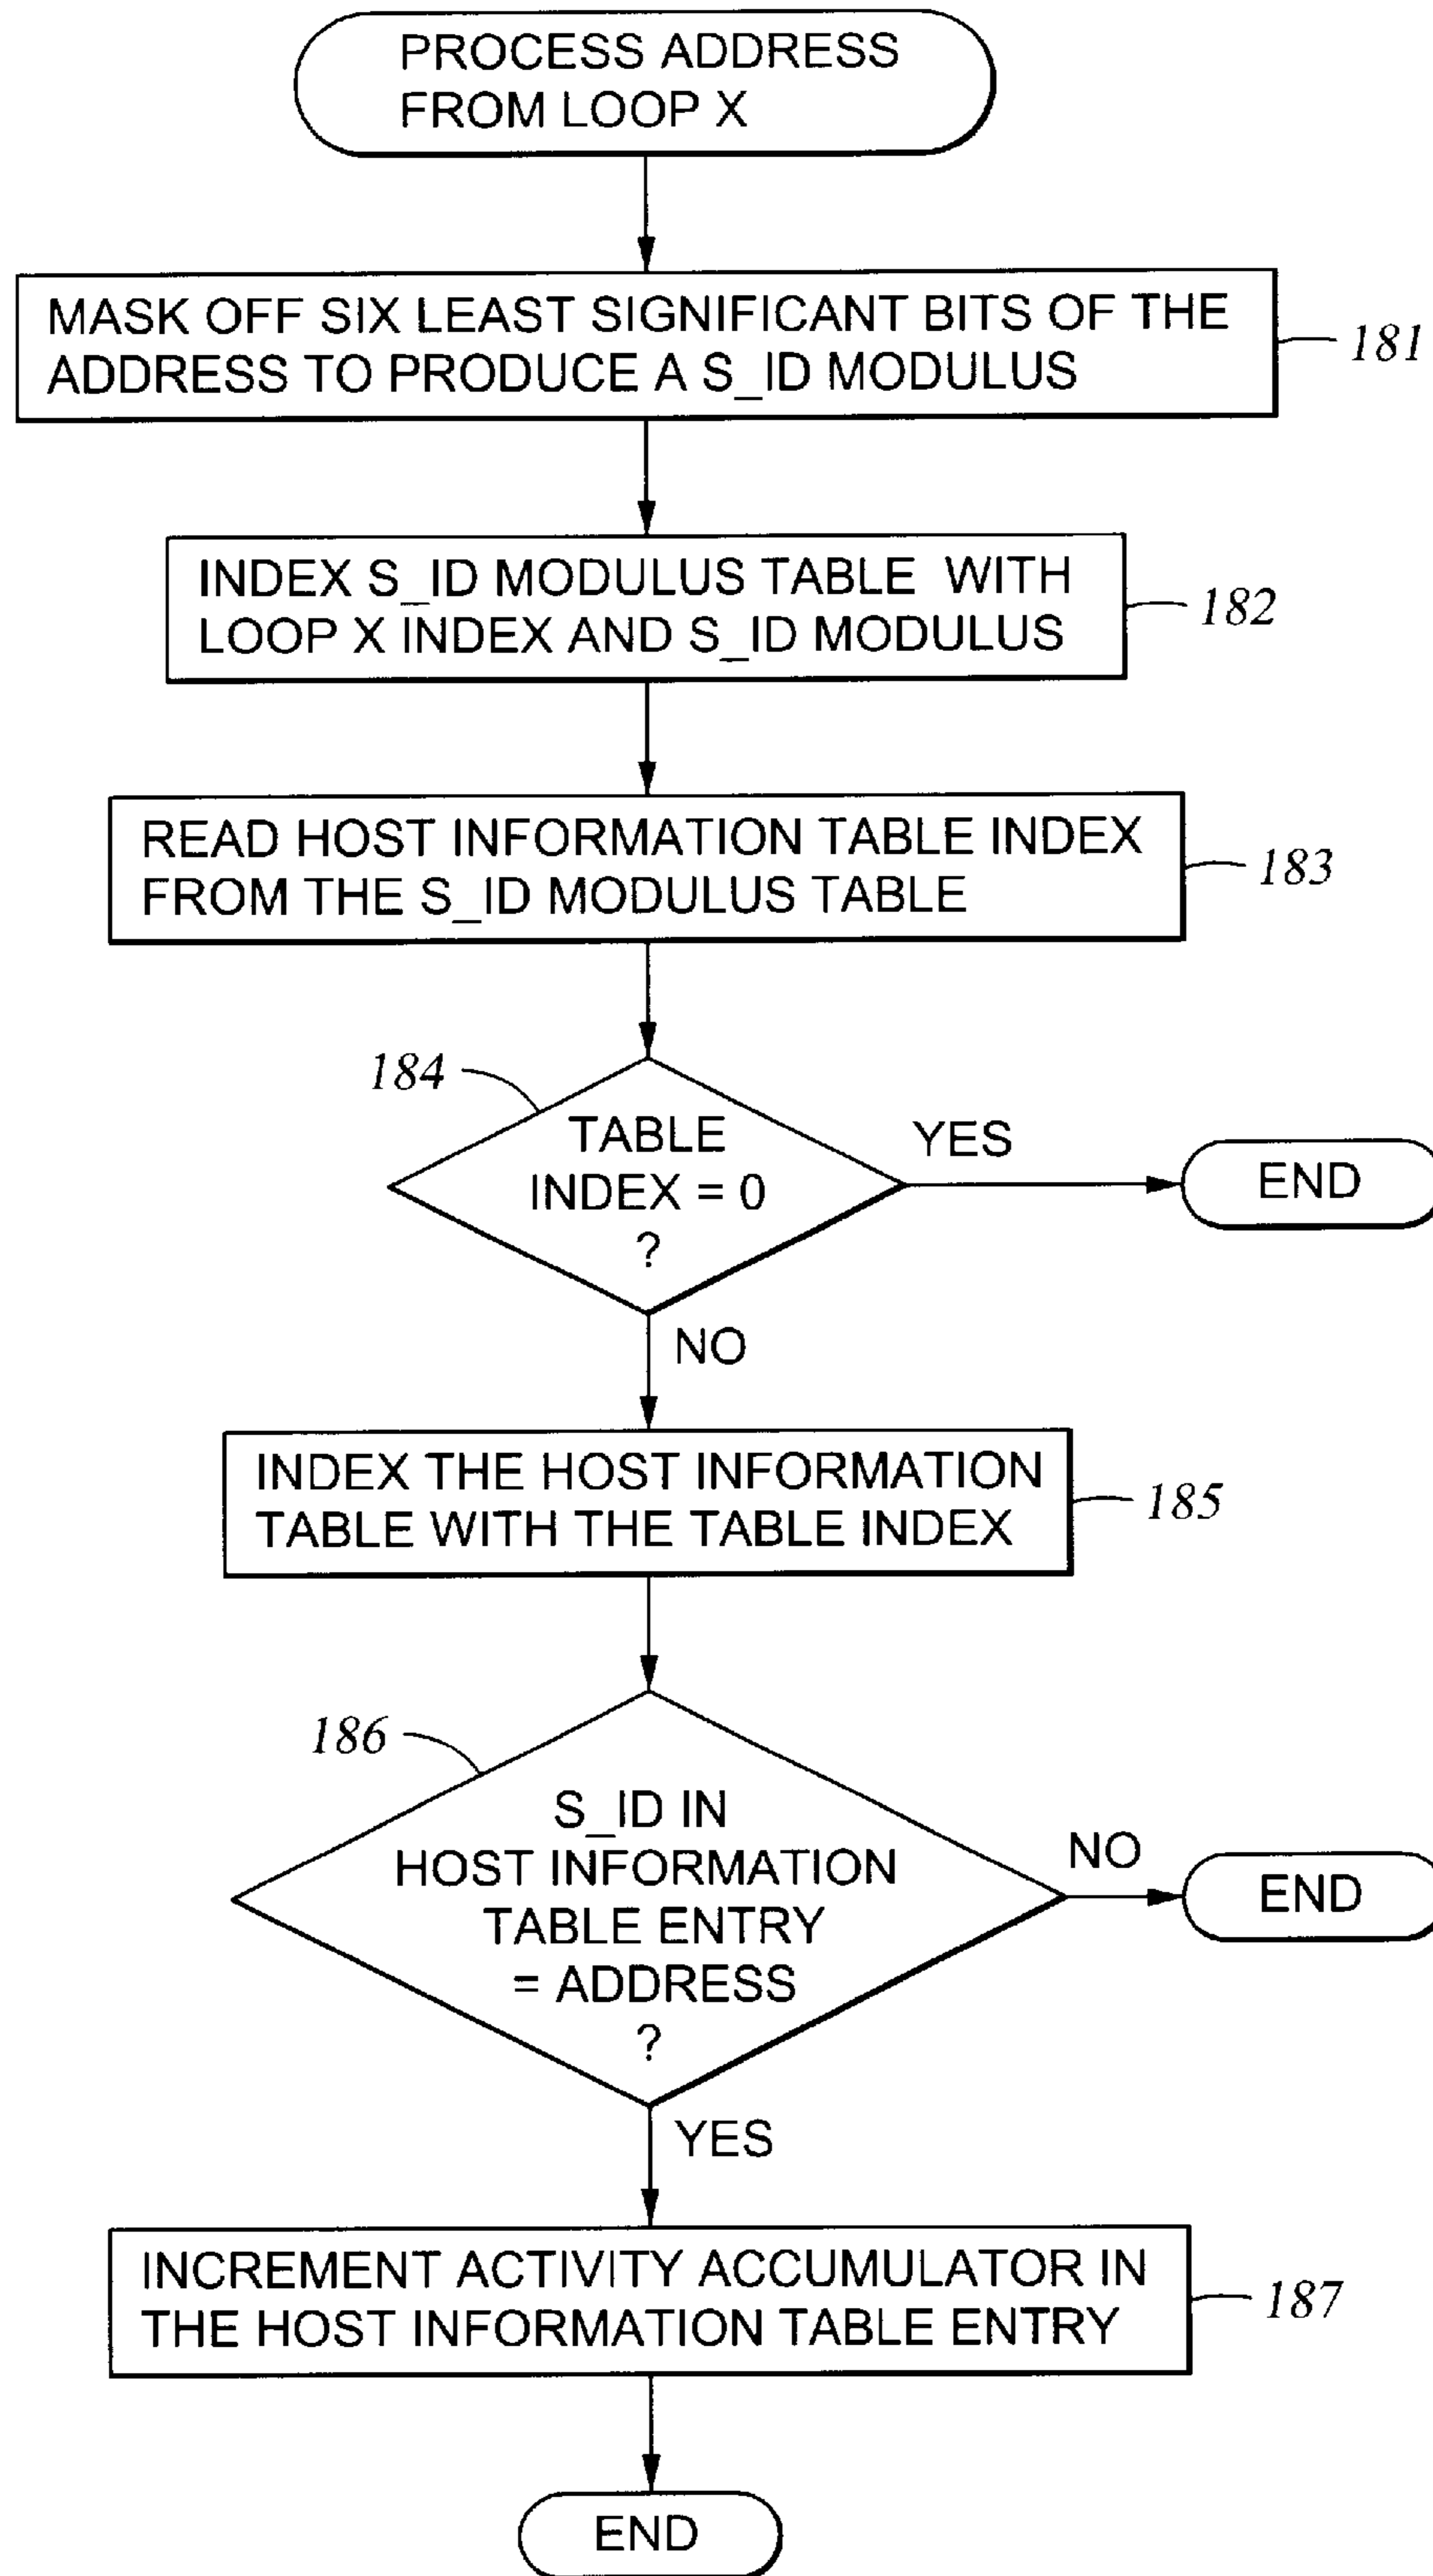 PROCESS ADDRESS
FROM LOOP X
MASK OFF SIX LEAST SIGNIFICANT BITS OF THE
ADDRESS TO PRODUCE A S_ID MODULUS
181
INDEX S_ID MODULUS TABLE WITH
LOOP X INDEX AND S_ID MODULUS
182
READ HOST INFORMATION TABLE INDEX
FROM THE S_ID MODULUS TABLE
183
184
TABLE
INDEX = 0
?
YES
END
NO
INDEX THE HOST INFORMATION
TABLE WITH THE TABLE INDEX
185
186
S_ID IN
HOST INFORMATION
TABLE ENTRY
= ADDRESS
?
NO
END
YES
INCREMENT ACTIVITY ACCUMULATOR IN
THE HOST INFORMATION TABLE ENTRY
187
END